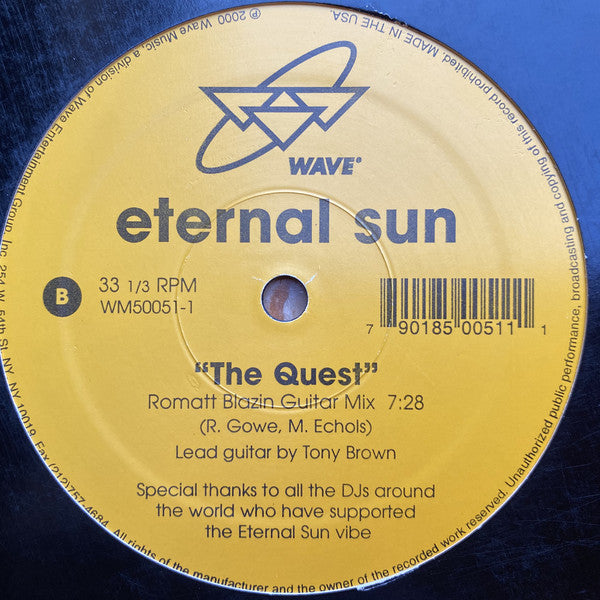 WAVE®
eternal sun
B
33 1/3 RPM
WM50051-1
7 90185 00511 1
“The Quest”
Romatt Blazin Guitar Mix 7:28
(R. Gowe, M. Echols)
Lead guitar by Tony Brown
Special thanks to all the DJs around
the world who have supported
the Eternal Sun vibe
℗ 2000 Wave Music, a division of Wave Entertainment Group, Inc. 254 W. 54th St. NY, NY 10019. Fax (212)757-4684. All rights of the manufacturer and the owner of the recorded work reserved. Unauthorized public performance, broadcasting and copying of this record prohibited. MADE IN THE USA.